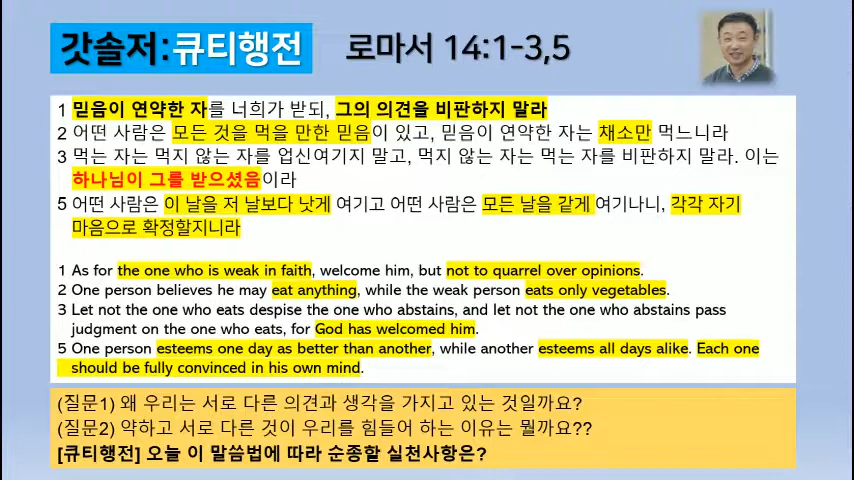 갓솔저:큐티행전
로마서 14:1-3,5
1 믿음이 연약한 자를 너희가 받되, 그의 의견을 비판하지 말라
2 어떤 사람은 모든 것을 먹을 만한 믿음이 있고, 믿음이 연약한 자는 채소만 먹느니라
3 먹는 자는 먹지 않는 자를 업신여기지 말고, 먹지 않는 자는 먹는 자를 비판하지 말라. 이는
하나님이 그를 받으셨음이라
5 어떤 사람은 이 날을 저 날보다 낫게 여기고 어떤 사람은 모든 날을 같게 여기나니, 각각 자기
마음으로 확정할지니라
1 As for the one who is weak in faith, welcome him, but not to quarrel over opinions.
2 One person believes he may eat anything, while the weak person eats only vegetables.
3 Let not the one who eats despise the one who abstains, and let not the one who abstains pass
judgment on the one who eats, for God has welcomed him.
5 One person esteems one day as better than another, while another esteems all days alike. Each one
should be fully convinced in his own mind.
(질문1) 왜 우리는 서로 다른 의견과 생각을 가지고 있는 것일까요?
(질문2) 약하고 서로 다른 것이 우리를 힘들어 하는 이유는 뭘까요??
[큐티행전] 오늘 이 말씀법에 따라 순종할 실천사항은?